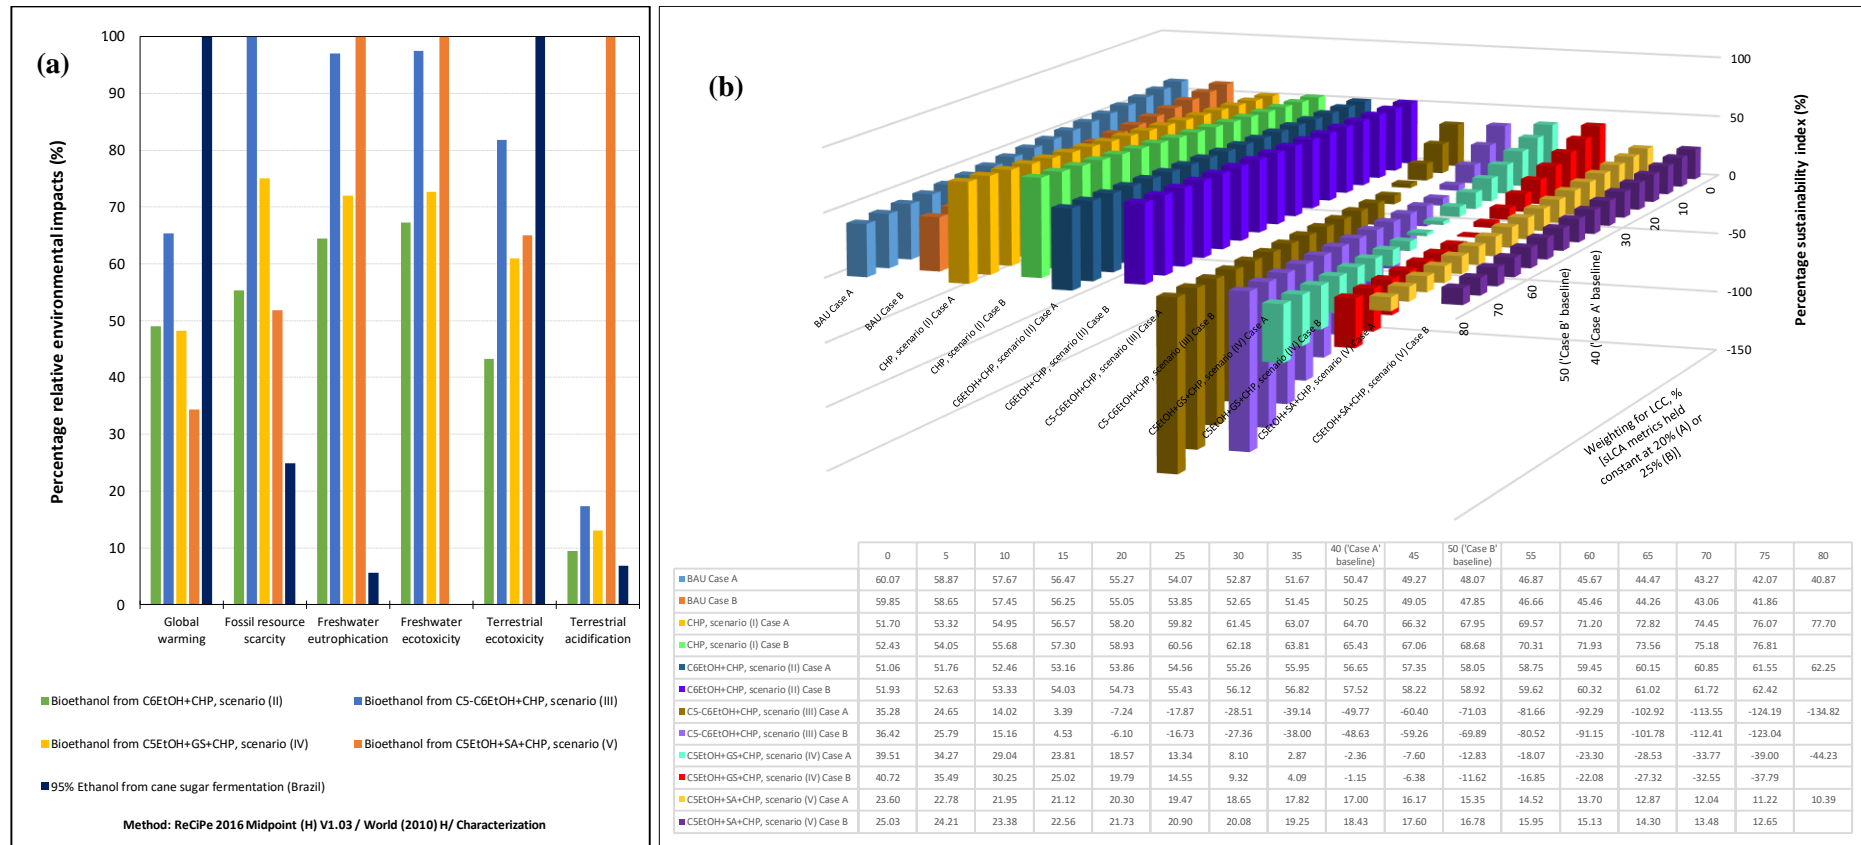 (a)
Percentage relative environmental impacts (%)
100
90
80
70
60
50
40
30
20
10
0
Global warming
Fossil resource scarcity
Freshwater eutrophication
Freshwater ecotoxicity
Terrestrial ecotoxicity
Terrestrial acidification
Bioethanol from C6EtOH+CHP, scenario (II)
Bioethanol from C5-C6EtOH+CHP, scenario (III)
Bioethanol from C5EtOH+GS+CHP, scenario (IV)
Bioethanol from C5EtOH+SA+CHP, scenario (V)
95% Ethanol from cane sugar fermentation (Brazil)
Method: ReCiPe 2016 Midpoint (H) V1.03 / World (2010) H/ Characterization
(b)
100
50
0
-50
-100
-150
Percentage sustainability index (%)
0
10
20
30
40 ('Case A' baseline)
50 ('Case B' baseline)
60
70
80
Weighting for LCC, %
[sLCA metrics held
constant at 20% (A) or
25% (B)]
BAU Case A
BAU Case B
CHP, scenario (I) Case A
CHP, scenario (I) Case B
C6EtOH+CHP, scenario (II) Case A
C6EtOH+CHP, scenario (II) Case B
C5-C6EtOH+CHP, scenario (III) Case A
C5-C6EtOH+CHP, scenario (III) Case B
C5EtOH+GS+CHP, scenario (IV) Case A
C5EtOH+GS+CHP, scenario (IV) Case B
C5EtOH+SA+CHP, scenario (V) Case A
C5EtOH+SA+CHP, scenario (V) Case B
0 5 10 15 20 25 30 35 40 ('Case A' baseline) 45 50 ('Case B' baseline) 55 60 65 70 75 80
BAU Case A 60.07 58.87 57.67 56.47 55.27 54.07 52.87 51.67 50.47 49.27 48.07 46.87 45.67 44.47 43.27 42.07 40.87
BAU Case B 59.85 58.65 57.45 56.25 55.05 53.85 52.65 51.45 50.25 49.05 47.85 46.66 45.46 44.26 43.06 41.86
CHP, scenario (I) Case A 51.70 53.32 54.95 56.57 58.20 59.82 61.45 63.07 64.70 66.32 67.95 69.57 71.20 72.82 74.45 76.07 77.70
CHP, scenario (I) Case B 52.43 54.05 55.68 57.30 58.93 60.56 62.18 63.81 65.43 67.06 68.68 70.31 71.93 73.56 75.18 76.81
C6EtOH+CHP, scenario (II) Case A 51.06 51.76 52.46 53.16 53.86 54.56 55.26 55.95 56.65 57.35 58.05 58.75 59.45 60.15 60.85 61.55 62.25
C6EtOH+CHP, scenario (II) Case B 51.93 52.63 53.33 54.03 54.73 55.43 56.12 56.82 57.52 58.22 58.92 59.62 60.32 61.02 61.72 62.42
C5-C6EtOH+CHP, scenario (III) Case A 35.28 24.65 14.02 3.39 -7.24 -17.87 -28.51 -39.14 -49.77 -60.40 -71.03 -81.66 -92.29 -102.92 -113.55 -124.19 -134.82
C5-C6EtOH+CHP, scenario (III) Case B 36.42 25.79 15.16 4.53 -6.10 -16.73 -27.36 -38.00 -48.63 -59.26 -69.89 -80.52 -91.15 -101.78 -112.41 -123.04
C5EtOH+GS+CHP, scenario (IV) Case A 39.51 34.27 29.04 23.81 18.57 13.34 8.10 2.87 -2.36 -7.60 -12.83 -18.07 -23.30 -28.53 -33.77 -39.00 -44.23
C5EtOH+GS+CHP, scenario (IV) Case B 40.72 35.49 30.25 25.02 19.79 14.55 9.32 4.09 -1.15 -6.38 -11.62 -16.85 -22.08 -27.32 -32.55 -37.79
C5EtOH+SA+CHP, scenario (V) Case A 23.60 22.78 21.95 21.12 20.30 19.47 18.65 17.82 17.00 16.17 15.35 14.52 13.70 12.87 12.04 11.22 10.39
C5EtOH+SA+CHP, scenario (V) Case B 25.03 24.21 23.38 22.56 21.73 20.90 20.08 19.25 18.43 17.60 16.78 15.95 15.13 14.30 13.48 12.65